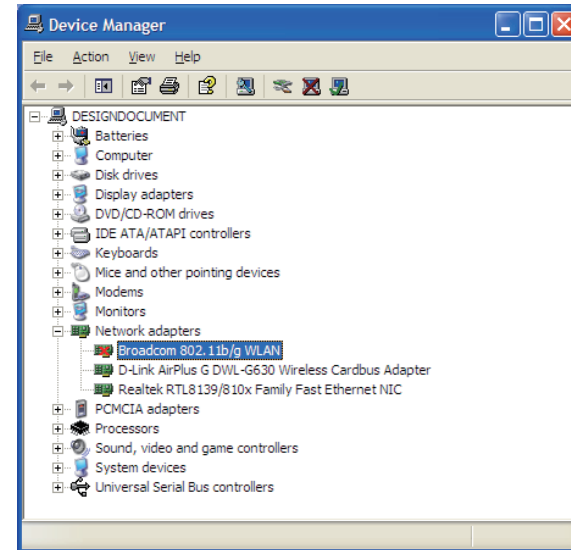 Device Manager
File Action View Help
DESIGNDOCUMENT
Batteries
Computer
Disk drives
Display adapters
DVD/CD-ROM drives
IDE ATA/ATAPI controllers
Keyboards
Mice and other pointing devices
Modems
Monitors
Network adapters
Broadcom 802.11b/g WLAN
D-Link AirPlus G DWL-G630 Wireless Cardbus Adapter
Realtek RTL8139/810x Family Fast Ethernet NIC
PCMCIA adapters
Processors
Sound, video and game controllers
System devices
Universal Serial Bus controllers